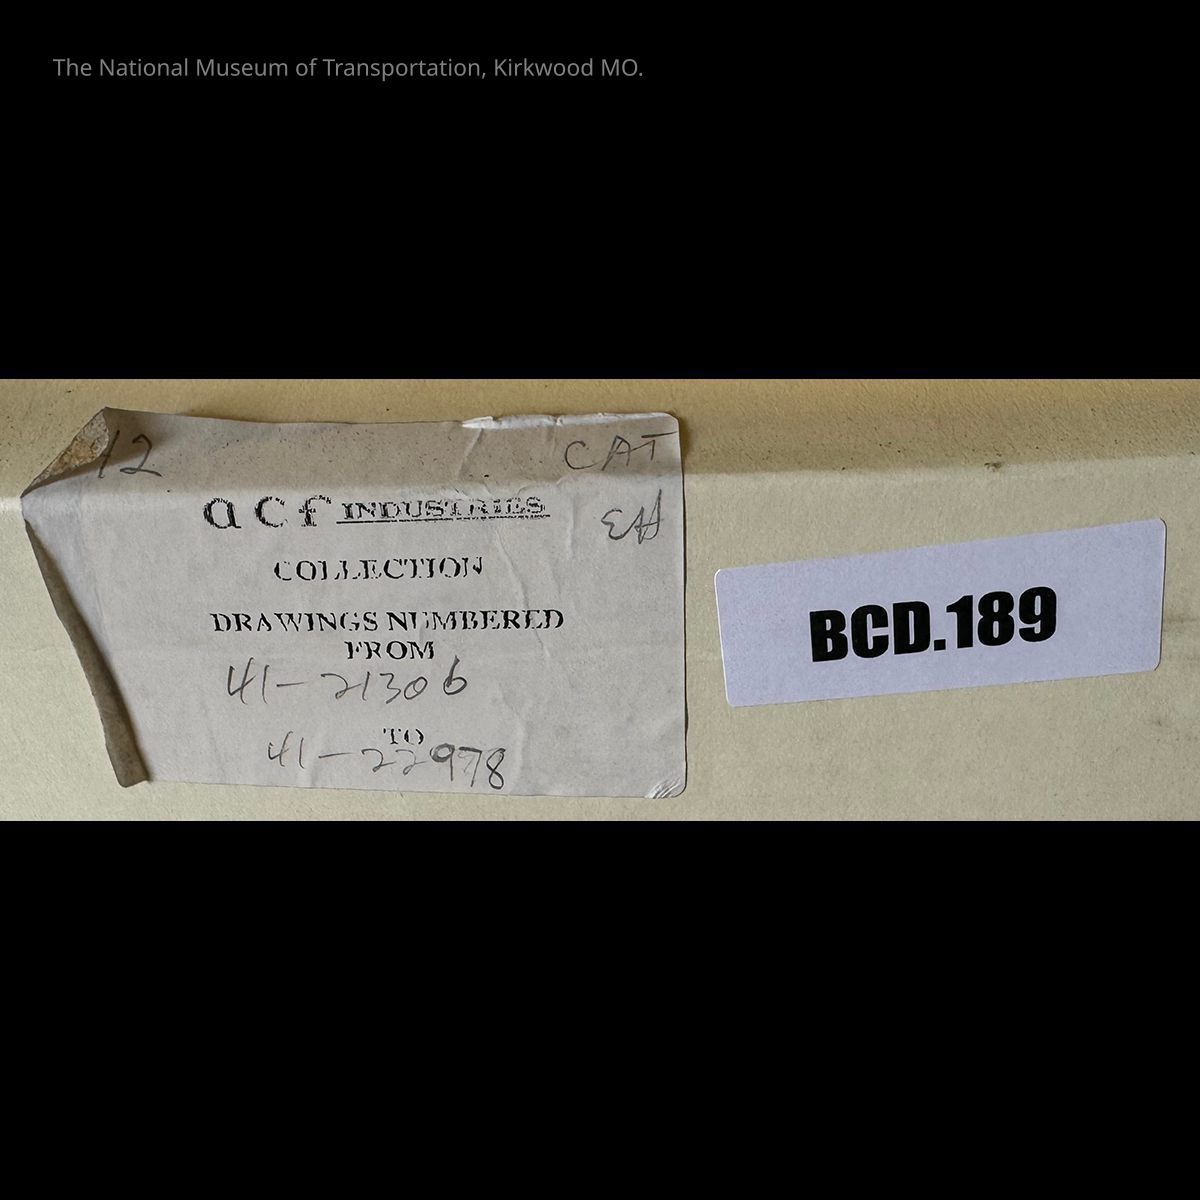 The National Museum of Transportation, Kirkwood MO.
12
CAT
acf INDUSTRIES
EH
COLLECTION
DRAWINGS NUMBERED
FROM
41-21306
TO
41-22978
BCD.189